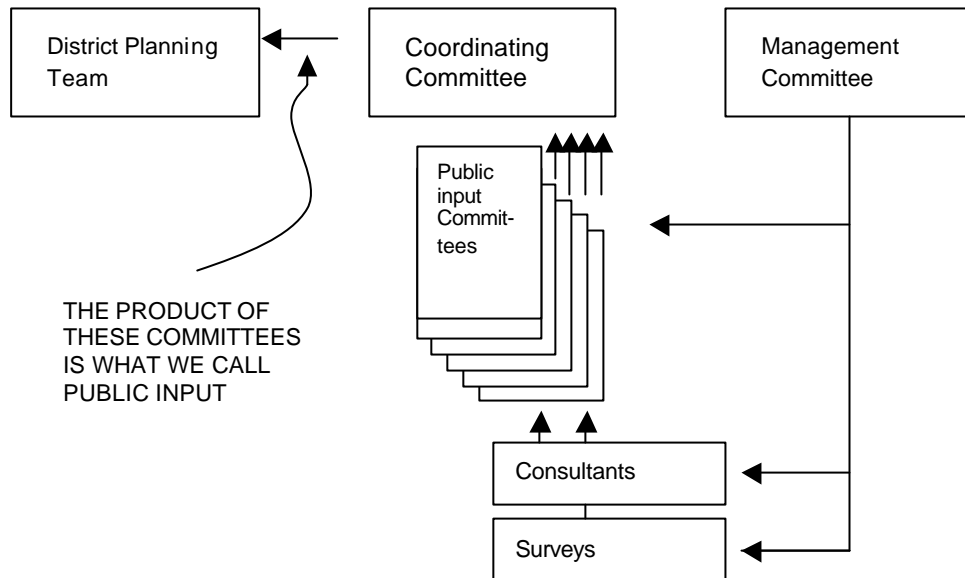 District Planning
Team
Coordinating
Committee
Management
Committee
Public
input
Commit-
tees
THE PRODUCT OF
THESE COMMITTEES
IS WHAT WE CALL
PUBLIC INPUT
Consultants
Surveys